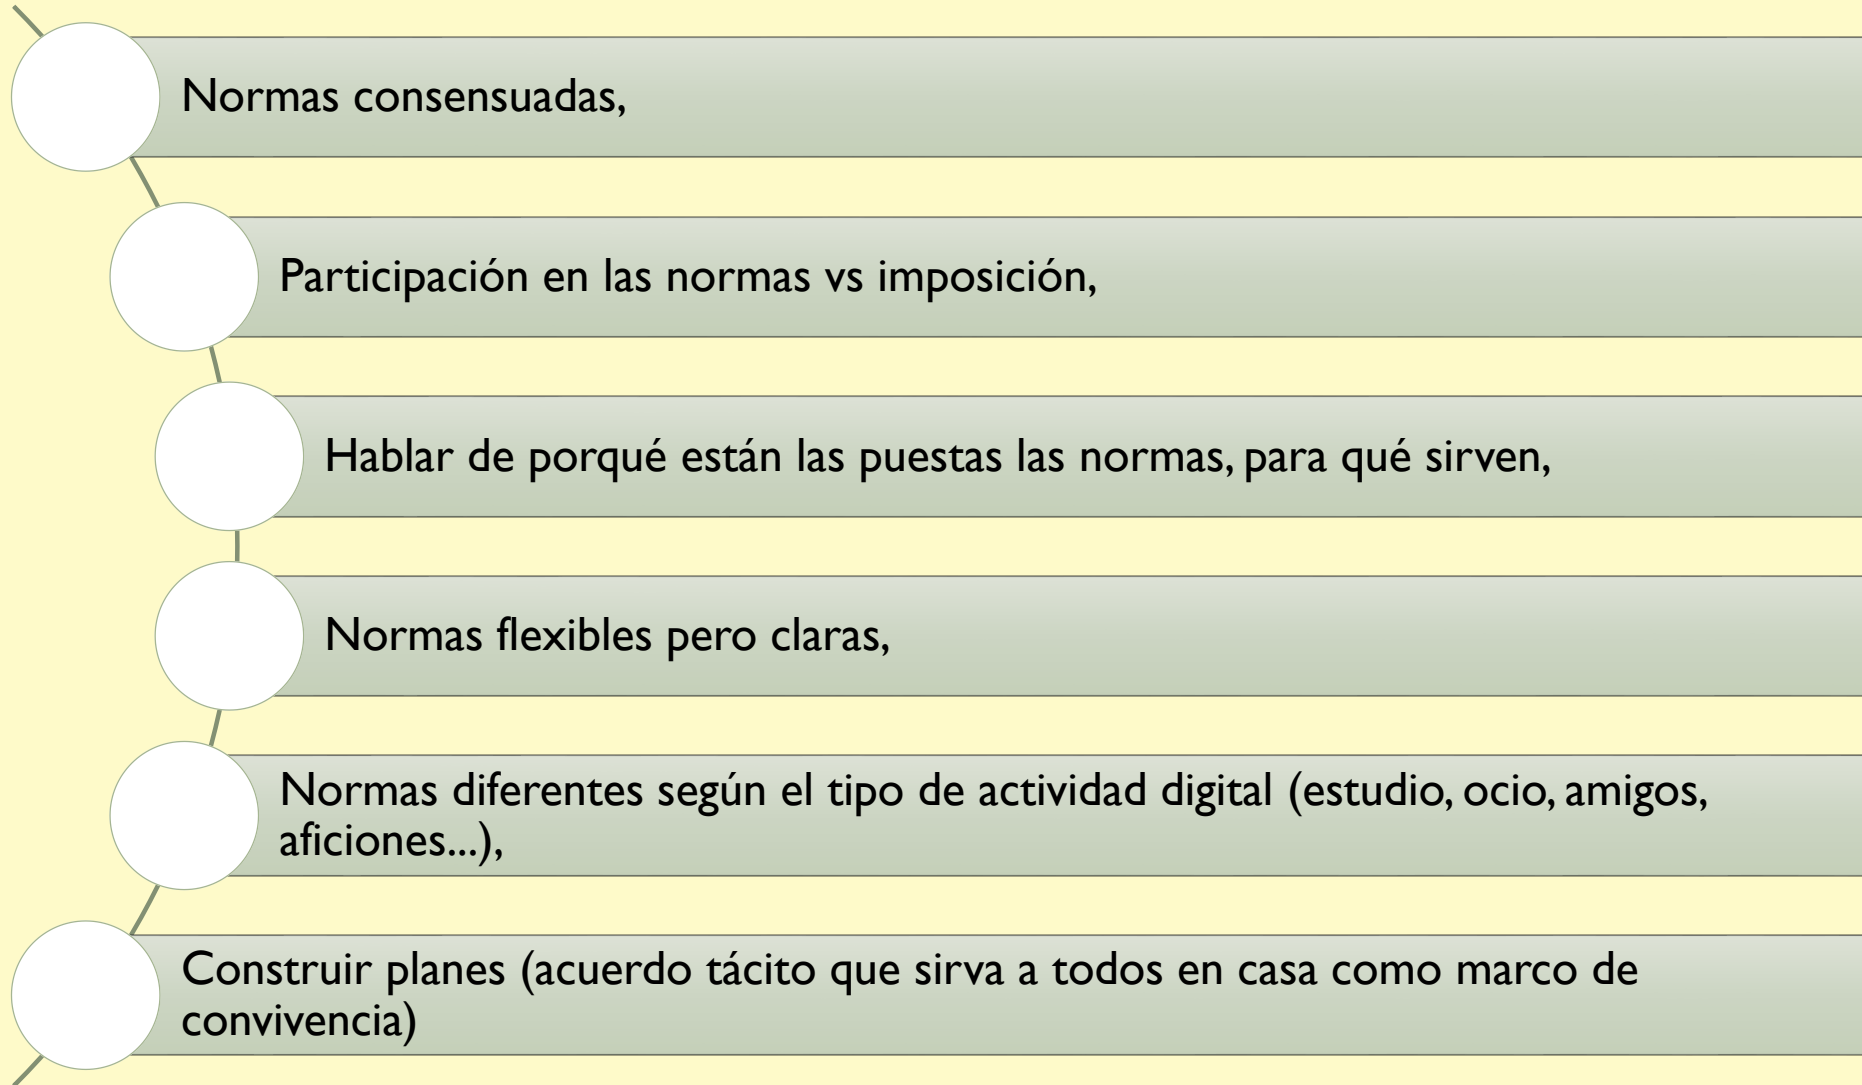 Normas consensuadas,
Participación en las normas vs imposición,
Hablar de porqué están las puestas las normas, para qué sirven,
Normas flexibles pero claras,
Normas diferentes según el tipo de actividad digital (estudio, ocio, amigos,
aficiones...),
Construir planes (acuerdo tácito que sirva a todos en casa como marco de
convivencia)